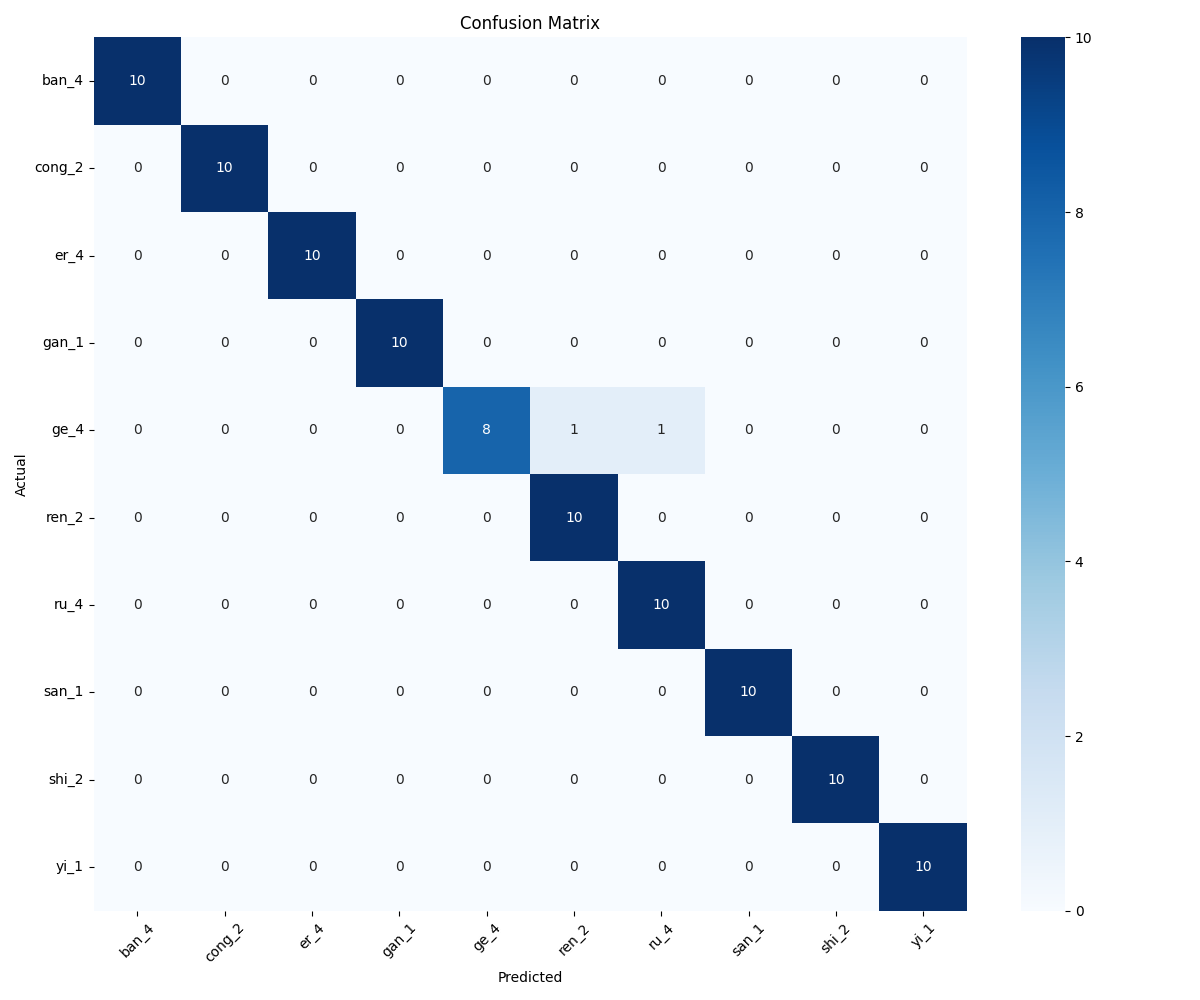 Confusion Matrix
ban_4 10 0 0 0 0 0 0 0 0 0
cong_2 0 10 0 0 0 0 0 0 0 0
er_4 0 0 10 0 0 0 0 0 0 0
gan_1 0 0 0 10 0 0 0 0 0 0
ge_4 0 0 0 0 8 1 1 0 0 0
ren_2 0 0 0 0 0 10 0 0 0 0
ru_4 0 0 0 0 0 0 10 0 0 0
san_1 0 0 0 0 0 0 0 10 0 0
shi_2 0 0 0 0 0 0 0 0 10 0
yi_1 0 0 0 0 0 0 0 0 0 10
ban_4 cong_2 er_4 gan_1 ge_4 ren_2 ru_4 san_1 shi_2 yi_1
Predicted
Actual
10
8
6
4
2
0